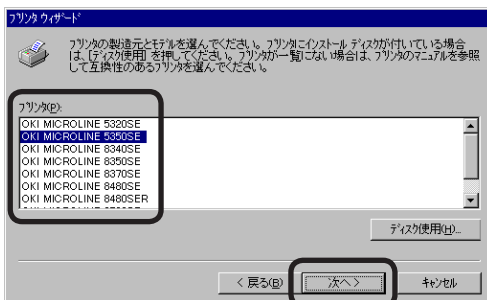 プリンタ ウィザード
プリンタの製造元とモデルを選んでください。プリンタにインストール ディスクが付いている場合
は、[ディスク使用] を押してください。プリンタが一覧にない場合は、プリンタのマニュアルを参照
して互換性のあるプリンタを選んでください。
プリンタ(P):
OKI MICROLINE 5320SE
OKI MICROLINE 5350SE
OKI MICROLINE 8340SE
OKI MICROLINE 8350SE
OKI MICROLINE 8370SE
OKI MICROLINE 8480SE
OKI MICROLINE 8480SER
ディスク使用(H)...
< 戻る(B)
次へ >
キャンセル